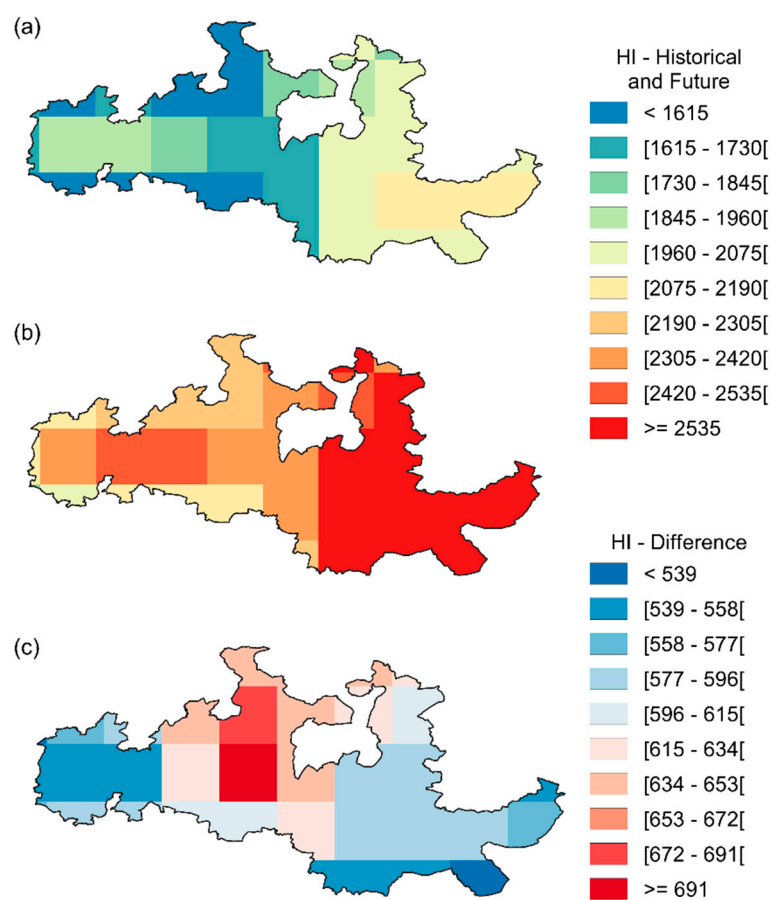 (a)
HI - Historical
and Future
< 1615
[1615 - 1730[
[1730 - 1845[
[1845 - 1960[
[1960 - 2075[
[2075 - 2190[
[2190 - 2305[
[2305 - 2420[
[2420 - 2535[
>= 2535
(b)
HI - Difference
< 539
[539 - 558[
[558 - 577[
[577 - 596[
[596 - 615[
[615 - 634[
[634 - 653[
[653 - 672[
[672 - 691[
>= 691
(c)